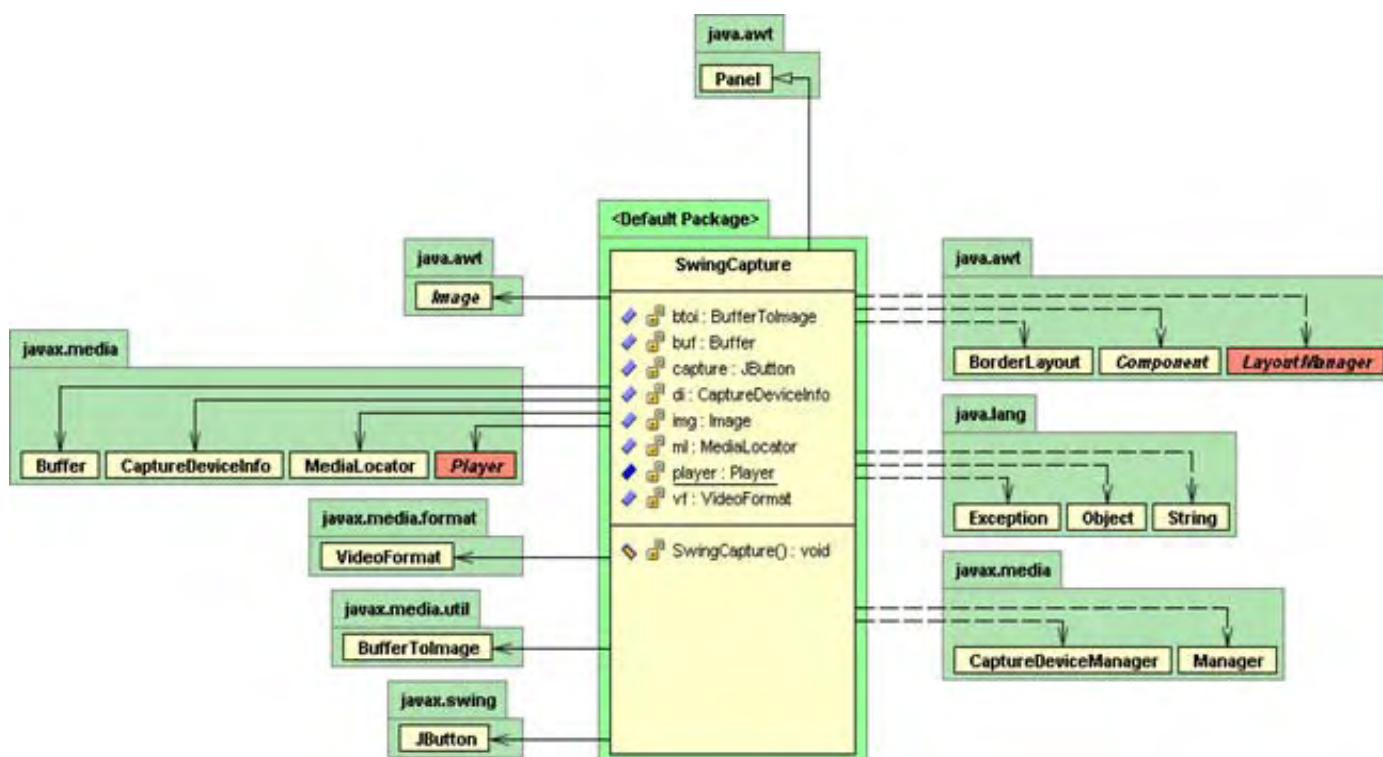 java.awt
Panel
<Default Package>
SwingCapture
btoi : BufferToImage
buf : Buffer
capture : JButton
di : CaptureDeviceInfo
img : Image
ml : MediaLocator
player : Player
vf : VideoFormat
SwingCapture() : void
java.awt
Image
javax.media
Buffer
CaptureDeviceInfo
MediaLocator
Player
javax.media.format
VideoFormat
javax.media.util
BufferToImage
javax.swing
JButton
java.awt
BorderLayout
Component
LayoutManager
java.lang
Exception
Object
String
javax.media
CaptureDeviceManager
Manager